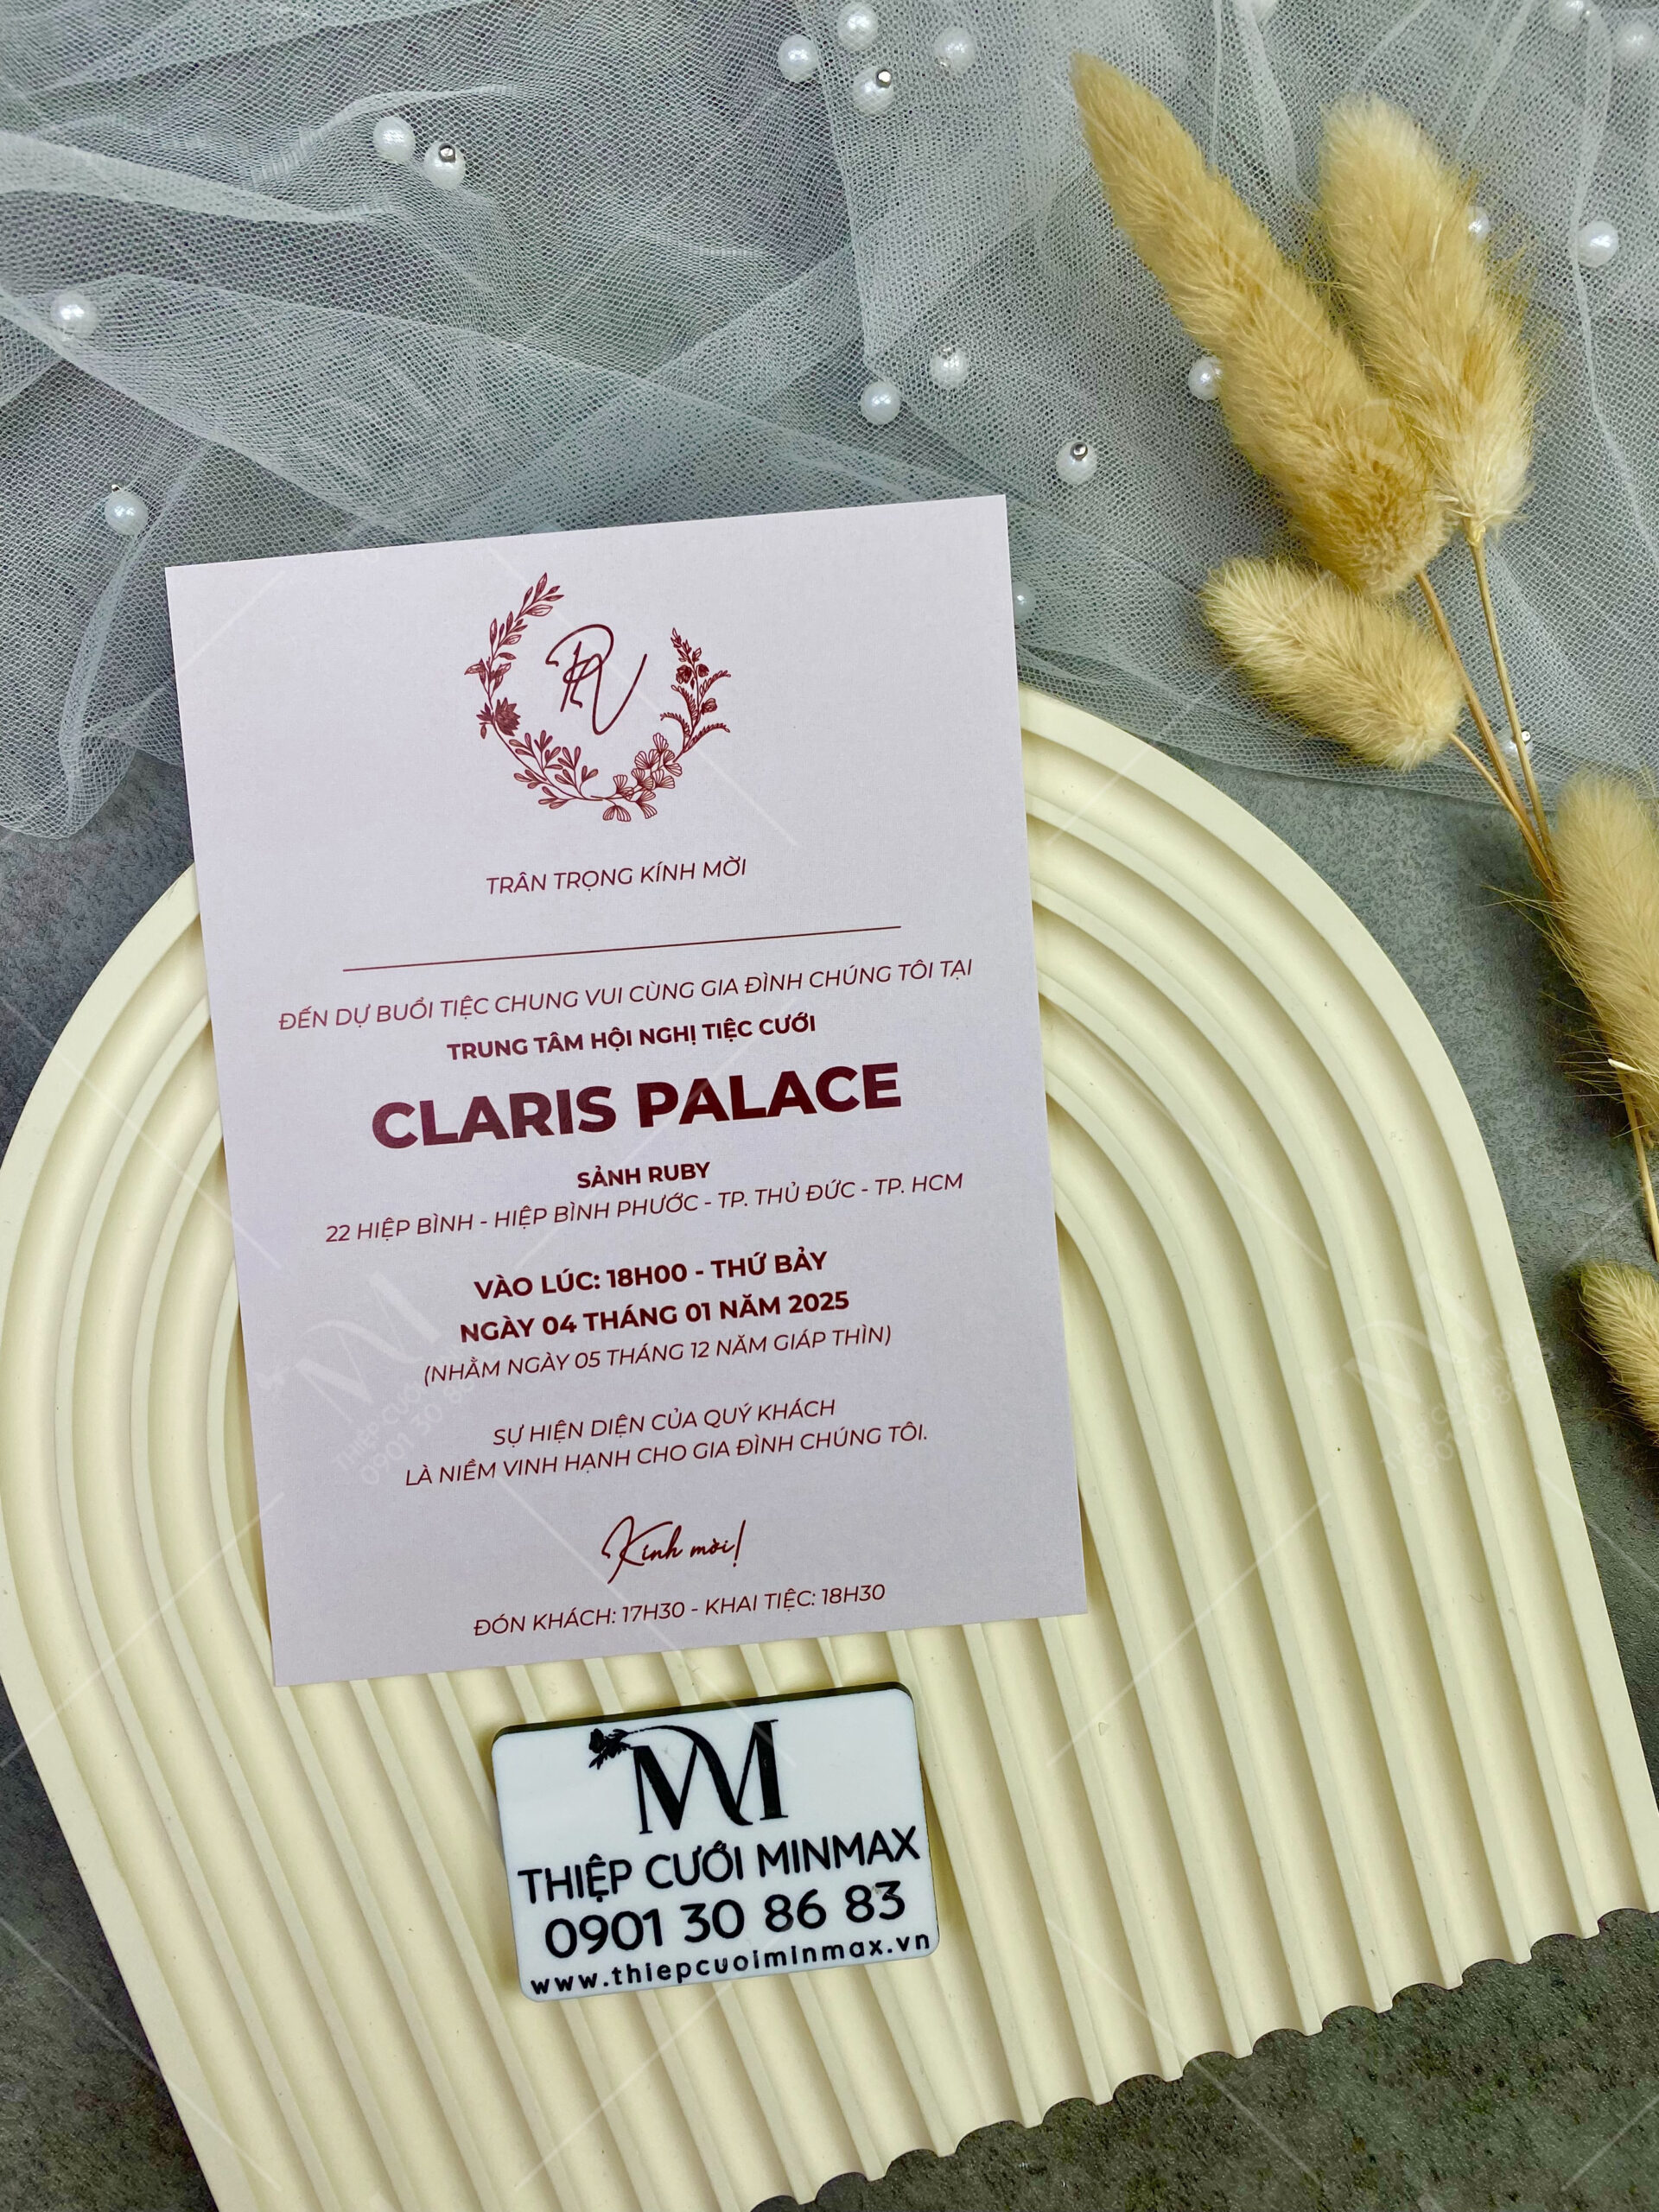 RV
TRÂN TRỌNG KÍNH MỜI
ĐẾN DỰ BUỔI TIỆC CHUNG VUI CÙNG GIA ĐÌNH CHÚNG TÔI TẠI
TRUNG TÂM HỘI NGHỊ TIỆC CƯỚI
CLARIS PALACE
SẢNH RUBY
22 HIỆP BÌNH - HIỆP BÌNH PHƯỚC - TP. THỦ ĐỨC - TP. HCM
VÀO LÚC: 18H00 - THỨ BẢY
NGÀY 04 THÁNG 01 NĂM 2025
(NHẰM NGÀY 05 THÁNG 12 NĂM GIÁP THÌN)
SỰ HIỆN DIỆN CỦA QUÝ KHÁCH
LÀ NIỀM VINH HẠNH CHO GIA ĐÌNH CHÚNG TÔI.
Kính mời!
ĐÓN KHÁCH: 17H30 - KHAI TIỆC: 18H30
M
THIỆP CƯỚI MINMAX
0901 30 86 83
www.thiepcuoiminmax.vn